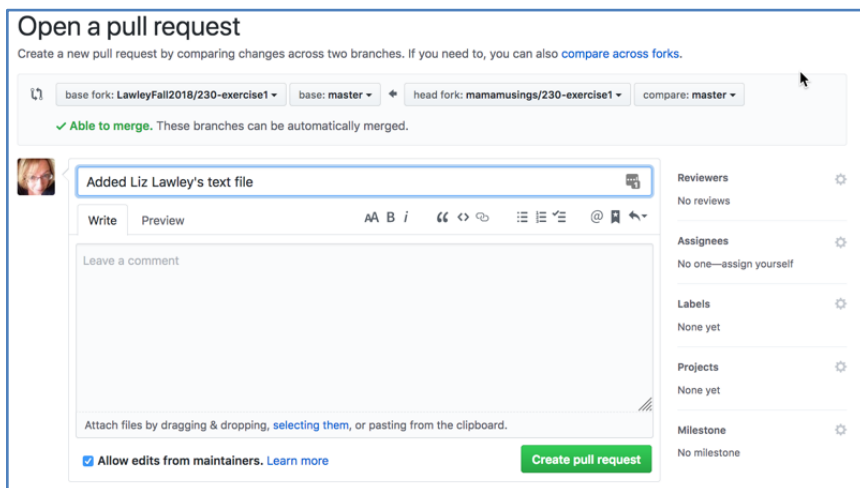 Open a pull request
Create a new pull request by comparing changes across two branches. If you need to, you can also compare across forks.
base fork: LawleyFall2018/230-exercise1 base: master head fork: mamamusings/230-exercise1 compare: master
Able to merge. These branches can be automatically merged.
Added Liz Lawley's text file
Write Preview
AA B i
Leave a comment
Attach files by dragging & dropping, selecting them, or pasting from the clipboard.
Allow edits from maintainers. Learn more
Create pull request
Reviewers
No reviews
Assignees
No one—assign yourself
Labels
None yet
Projects
None yet
Milestone
No milestone